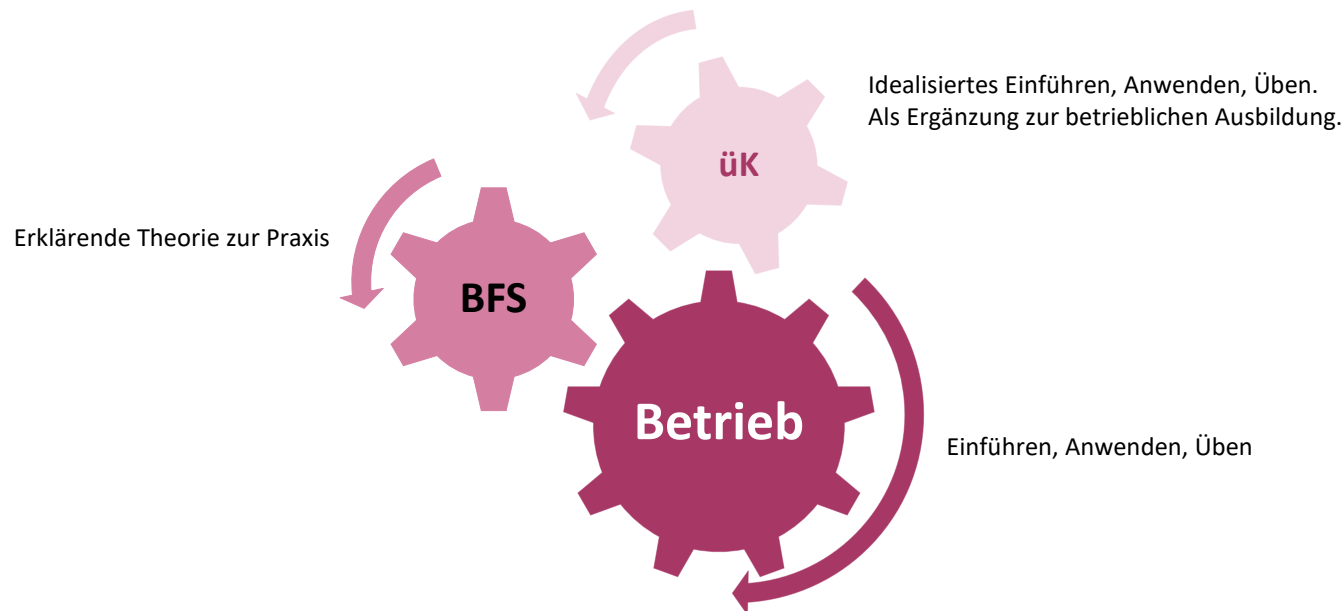 Idealisiertes Einführen, Anwenden, Üben.
Als Ergänzung zur betrieblichen Ausbildung.
üK
Erklärende Theorie zur Praxis
BFS
Betrieb
Einführen, Anwenden, Üben